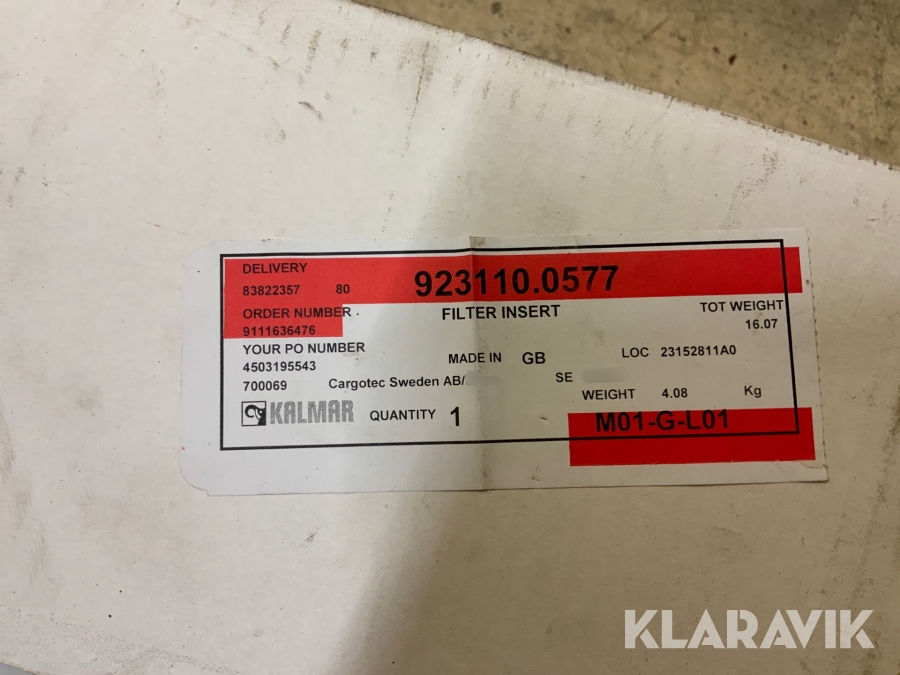 DELIVERY
83822357 80 923110.0577
ORDER NUMBER . FILTER INSERT TOT WEIGHT
9111636476 16.07
YOUR PO NUMBER
4503195543 MADE IN GB LOC 23152811A0
700069 Cargotec Sweden AB/ SE
WEIGHT 4.08 Kg
KALMAR QUANTITY 1 M01-G-L01
KLARAVIK